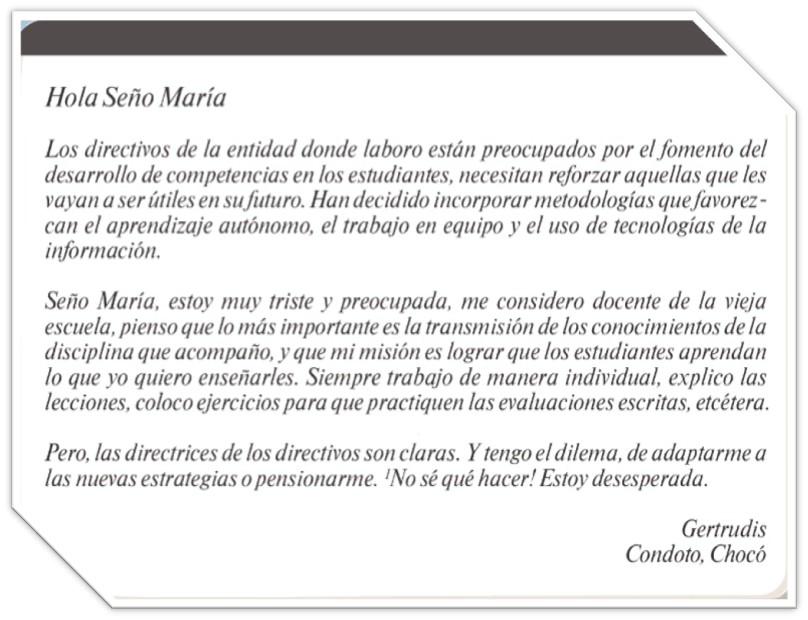 Hola Seño María
Los directivos de la entidad donde laboro están preocupados por el fomento del
desarrollo de competencias en los estudiantes, necesitan reforzar aquellas que les
vayan a ser útiles en su futuro. Han decidido incorporar metodologías que favorez-
can el aprendizaje autónomo, el trabajo en equipo y el uso de tecnologías de la
información.
Seño María, estoy muy triste y preocupada, me considero docente de la vieja
escuela, pienso que lo más importante es la transmisión de los conocimientos de la
disciplina que acompaño, y que mi misión es lograr que los estudiantes aprendan
lo que yo quiero enseñarles. Siempre trabajo de manera individual, explico las
lecciones, coloco ejercicios para que practiquen las evaluaciones escritas, etcétera.
Pero, las directrices de los directivos son claras. Y tengo el dilema, de adaptarme a
las nuevas estrategias o pensionarme. ¹No sé qué hacer! Estoy desesperada.
Gertrudis
Condoto, Chocó